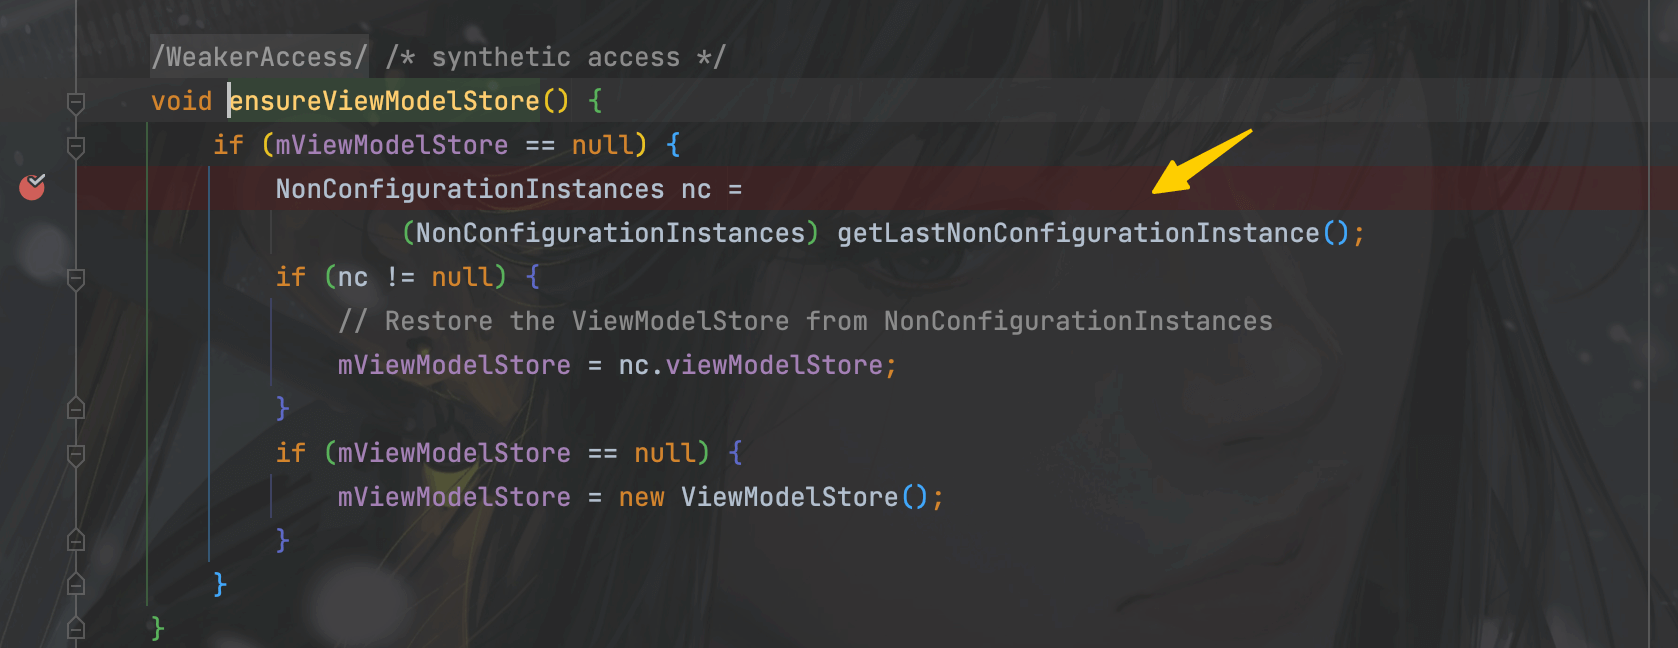 /WeakerAccess/ /* synthetic access */
void ensureViewModelStore() {
if (mViewModelStore == null) {
NonConfigurationInstances nc =
(NonConfigurationInstances) getLastNonConfigurationInstance();
if (nc != null) {
// Restore the ViewModelStore from NonConfigurationInstances
mViewModelStore = nc.viewModelStore;
}
if (mViewModelStore == null) {
mViewModelStore = new ViewModelStore();
}
}
}